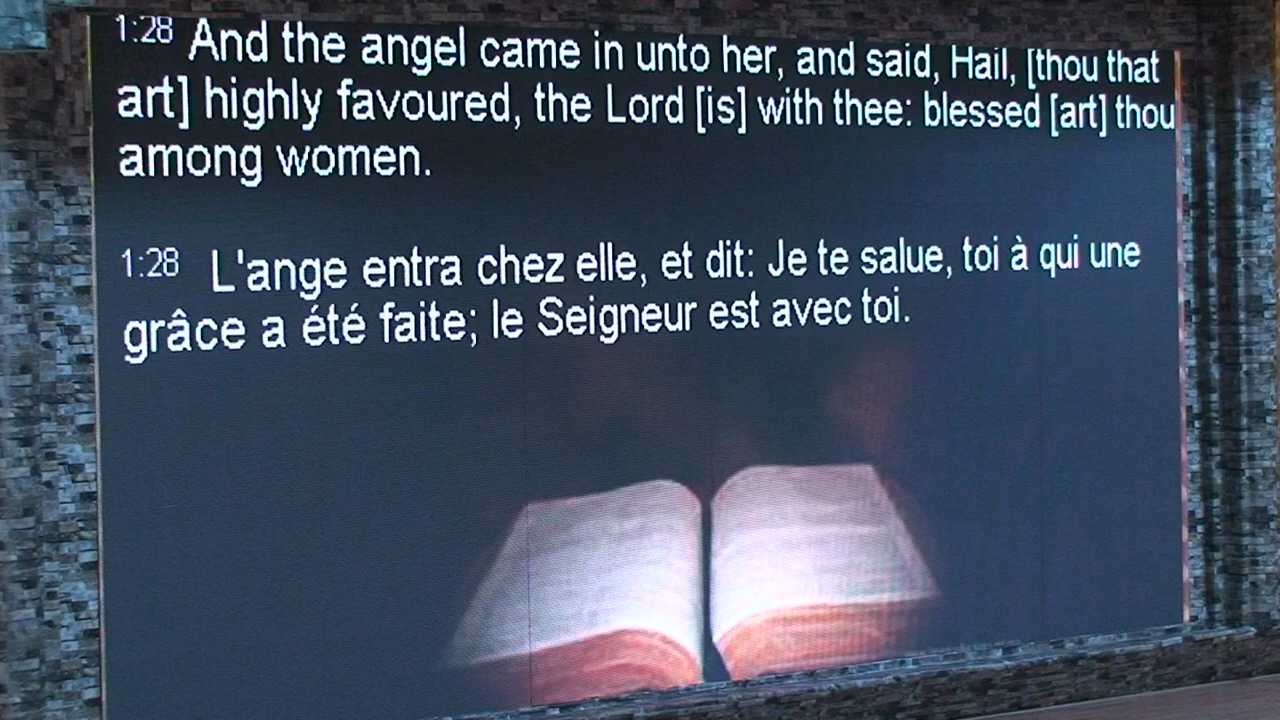 1:28 And the angel came in unto her, and said, Hail, [thou that
art] highly favoured, the Lord [is] with thee: blessed [art] thou
among women.
1:28 L'ange entra chez elle, et dit: Je te salue, toi à qui une
grâce a été faite; le Seigneur est avec toi.